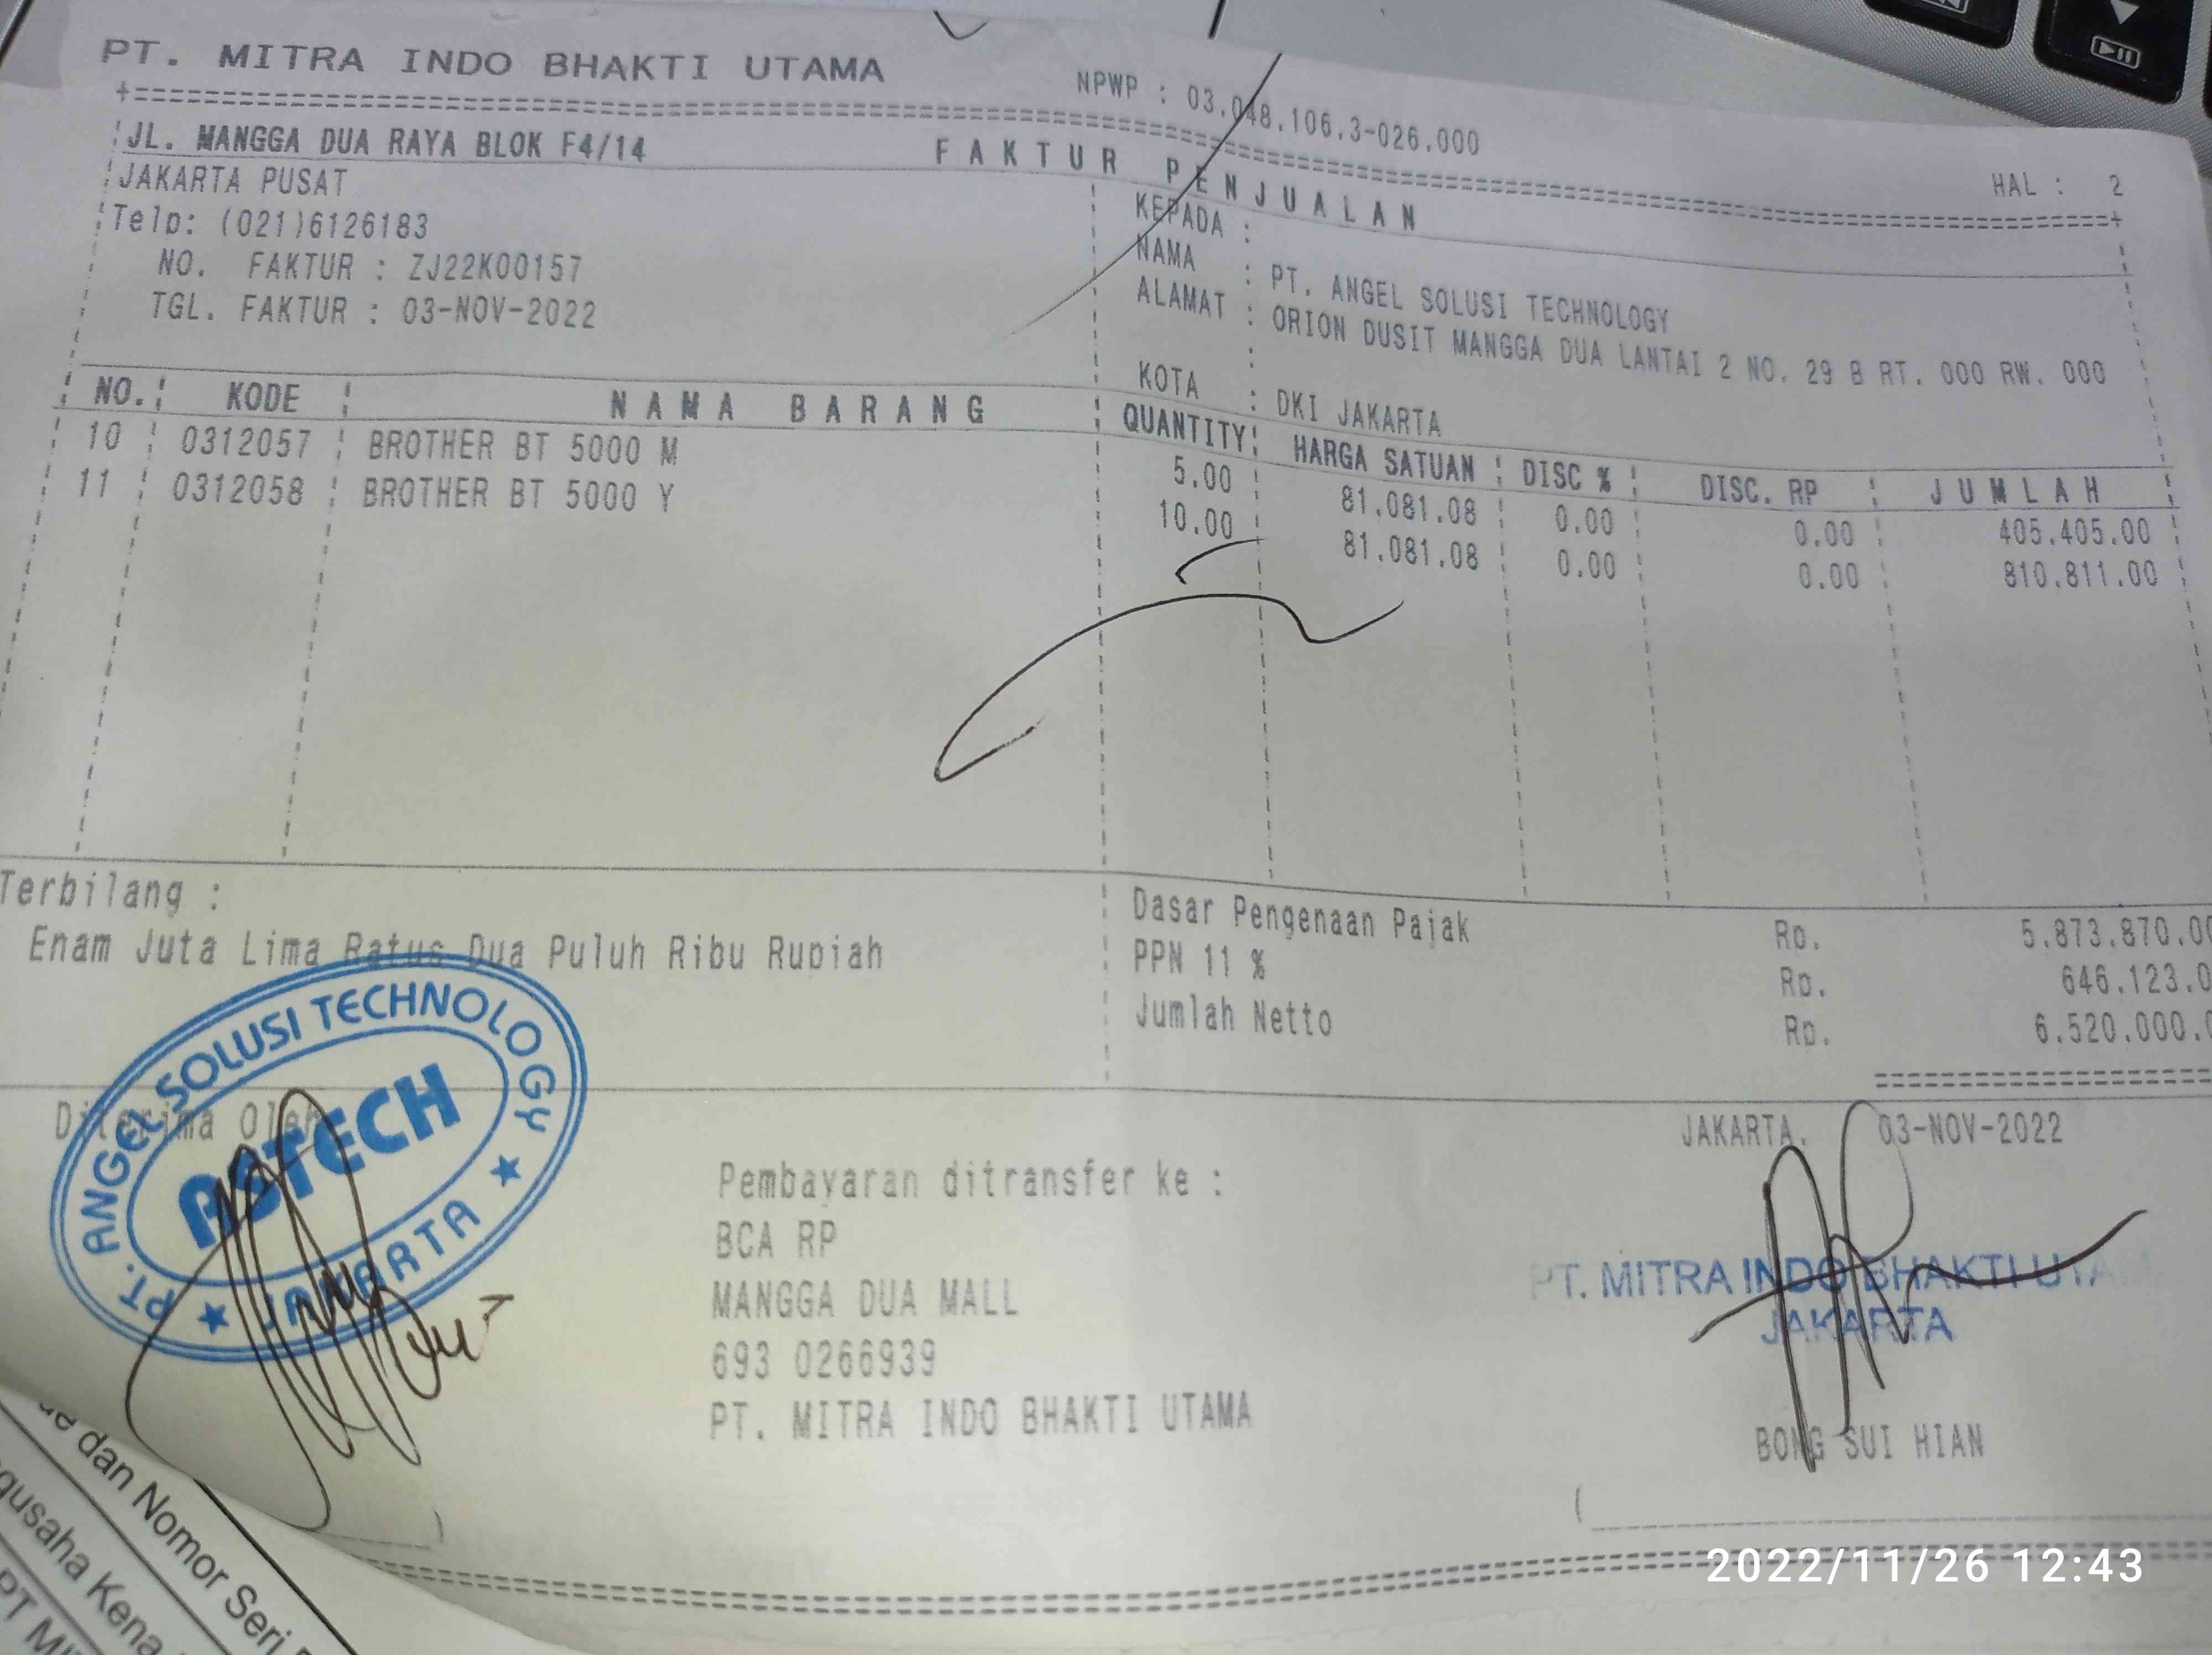 PT. MITRA INDO BHAKTI UTAMA
NPWP : 03.048.106.3-026.000
JL. MANGGA DUA RAYA BLOK F4/14
FAKTUR PENJUALAN
HAL : 2
JAKARTA PUSAT
Telp: (021)6126183
NO. FAKTUR : ZJ22K00157
TGL. FAKTUR : 03-NOV-2022
KEPADA :
NAMA : PT. ANGEL SOLUSI TECHNOLOGY
ALAMAT : ORION DUSIT MANGGA DUA LANTAI 2 NO. 29 B RT. 000 RW. 000
:
KOTA : DKI JAKARTA
NO. KODE NAMA BARANG QUANTITY HARGA SATUAN DISC % DISC. RP JUMLAH
10 0312057 BROTHER BT 5000 M 5.00 81.081.08 0.00 0.00 405.405.00
11 0312058 BROTHER BT 5000 Y 10.00 81.081.08 0.00 0.00 810.811.00
Terbilang :
Enam Juta Lima Ratus Dua Puluh Ribu Rupiah
Dasar Pengenaan Pajak Rp. 5.873.870.00
PPN 11 % Rp. 646.123.0
Jumlah Netto Rp. 6.520.000.0
Diterima Oleh
PT. ANGEL SOLUSI TECHNOLOGY
ASTECH
★ JAKARTA ★
Pembayaran ditransfer ke :
BCA RP
MANGGA DUA MALL
693 0266939
PT. MITRA INDO BHAKTI UTAMA
JAKARTA, 03-NOV-2022
PT. MITRA INDO BHAKTI UTAMA
JAKARTA
BONG SUI HIAN
dan Nomor Seri
gusaha Kena
PT MI
2022/11/26 12:43